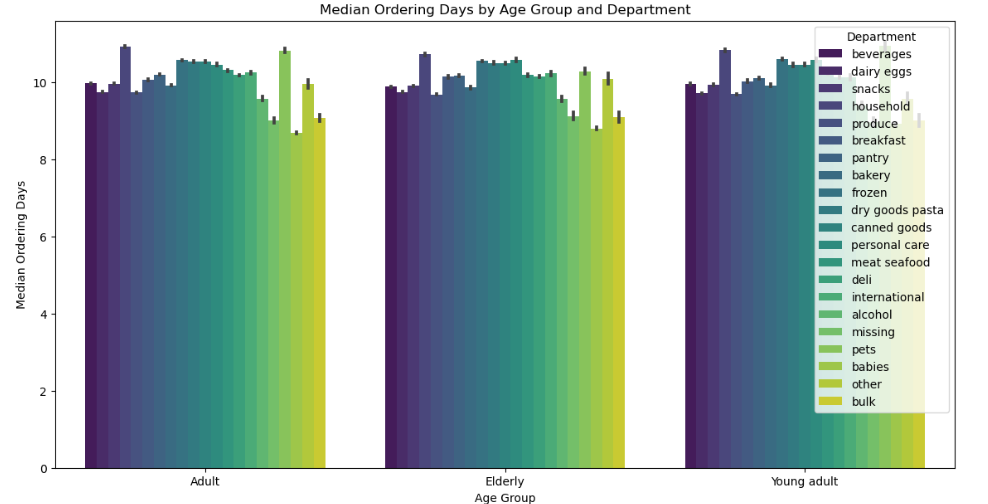 Median Ordering Days by Age Group and Department
Median Ordering Days
10
8
6
4
2
0
Adult
Elderly
Young adult
Age Group
Department
beverages
dairy eggs
snacks
household
produce
breakfast
pantry
bakery
frozen
dry goods pasta
canned goods
personal care
meat seafood
deli
international
alcohol
missing
pets
babies
other
bulk